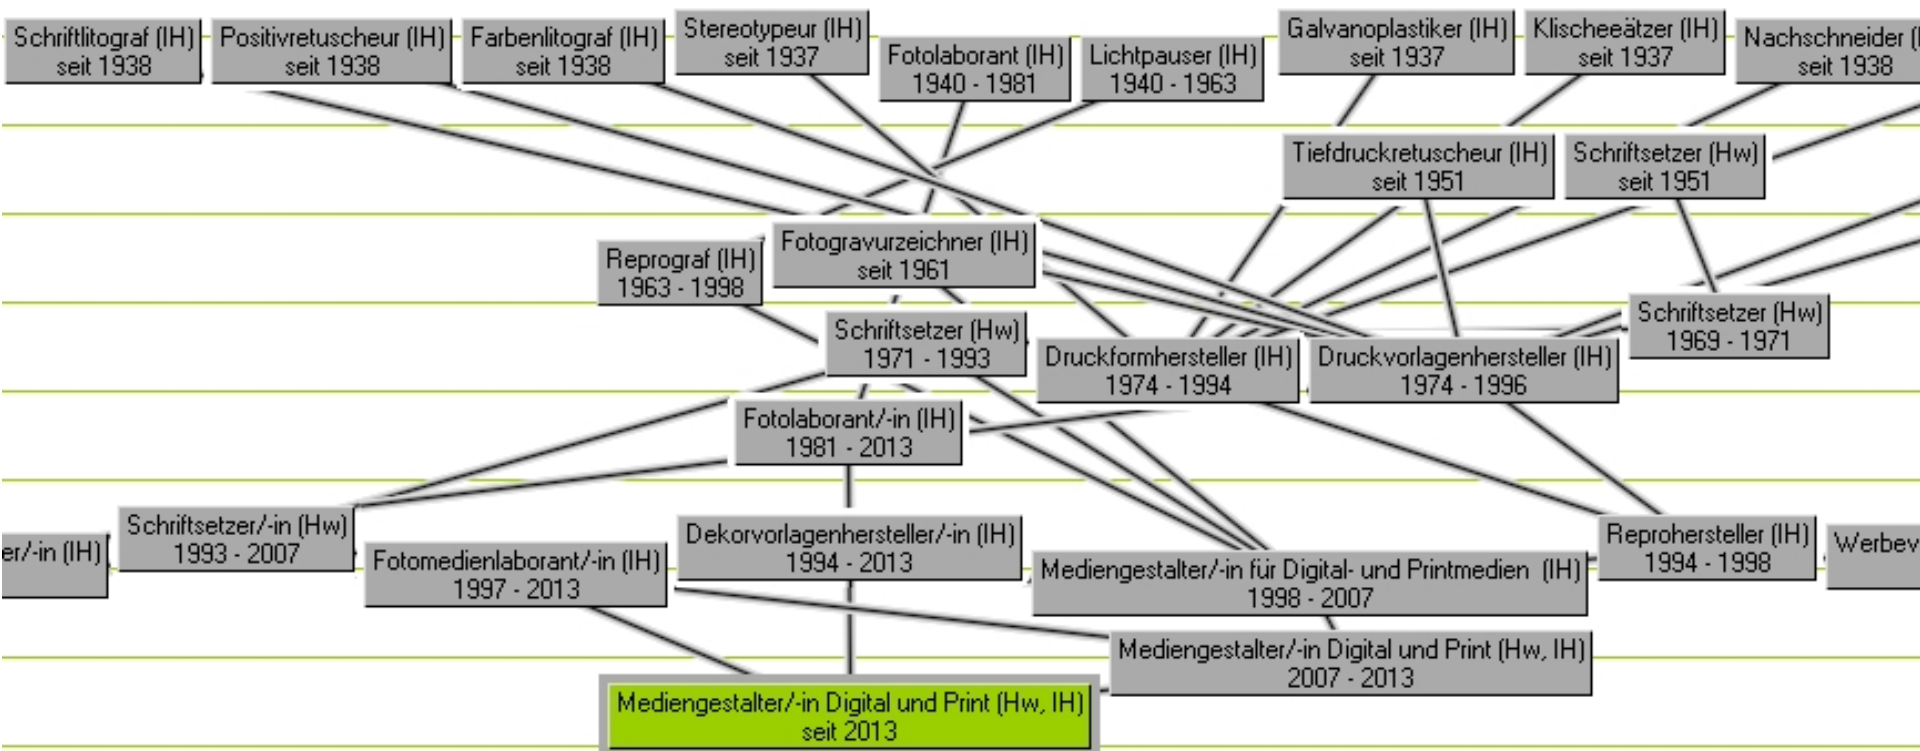 Schriftlitograf (IH)
seit 1938
Positivretuscheur (IH)
seit 1938
Farbenlitograf (IH)
seit 1938
Stereotypeur (IH)
seit 1937
Fotolaborant (IH)
1940 - 1981
Lichtpauser (IH)
1940 - 1963
Galvanoplastiker (IH)
seit 1937
Klischeeätzer (IH)
seit 1937
Nachschneider (I
seit 1938
Tiefdruckretuscheur (IH)
seit 1951
Schriftsetzer (Hw)
seit 1951
Reprograf (IH)
1963 - 1998
Fotogravurzeichner (IH)
seit 1961
Schriftsetzer (Hw)
1971 - 1993
Druckformhersteller (IH)
1974 - 1994
Druckvorlagenhersteller (IH)
1974 - 1996
Schriftsetzer (Hw)
1969 - 1971
Fotolaborant/-in (IH)
1981 - 2013
er/-in (IH)
Schriftsetzer/-in (Hw)
1993 - 2007
Fotomedienlaborant/-in (IH)
1997 - 2013
Dekorvorlagenhersteller/-in (IH)
1994 - 2013
Mediengestalter/-in für Digital- und Printmedien (IH)
1998 - 2007
Reprohersteller (IH)
1994 - 1998
Werbev
Mediengestalter/-in Digital und Print (Hw, IH)
2007 - 2013
Mediengestalter/-in Digital und Print (Hw, IH)
seit 2013